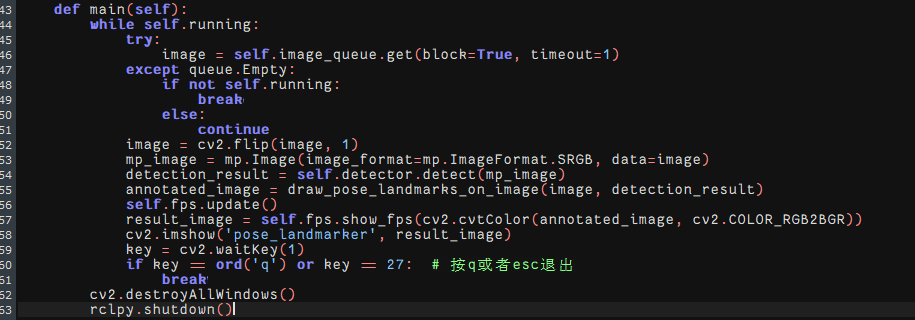 43    def main(self):
44        while self.running:
45            try:
46                image = self.image_queue.get(block=True, timeout=1)
47            except queue.Empty:
48                if not self.running:
49                    break
50                else:
51                    continue
52            image = cv2.flip(image, 1)
53            mp_image = mp.Image(image_format=mp.ImageFormat.SRGB, data=image)
54            detection_result = self.detector.detect(mp_image)
55            annotated_image = draw_pose_landmarks_on_image(image, detection_result)
56            self.fps.update()
57            result_image = self.fps.show_fps(cv2.cvtColor(annotated_image, cv2.COLOR_RGB2BGR))
58            cv2.imshow('pose_landmarker', result_image)
59            key = cv2.waitKey(1)
60            if key == ord('q') or key == 27:  # 按q或者esc退出
61                break
62        cv2.destroyAllWindows()
63        rclpy.shutdown()